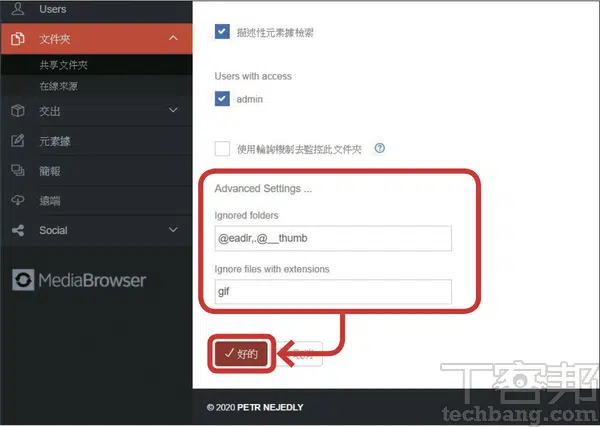 Users
文件夾
共享文件夾
在線來源
交出
元素據
簡報
遠端
Social
MediaBrowser
描述性元素據檢索
Users with access
admin
使用輪詢機制去監控此文件夾
Advanced Settings ...
Ignored folders
@eadir,.@__thumb
Ignore files with extensions
gif
好的
© 2020 PETR NEJEDLY
T客邦
techbang.com